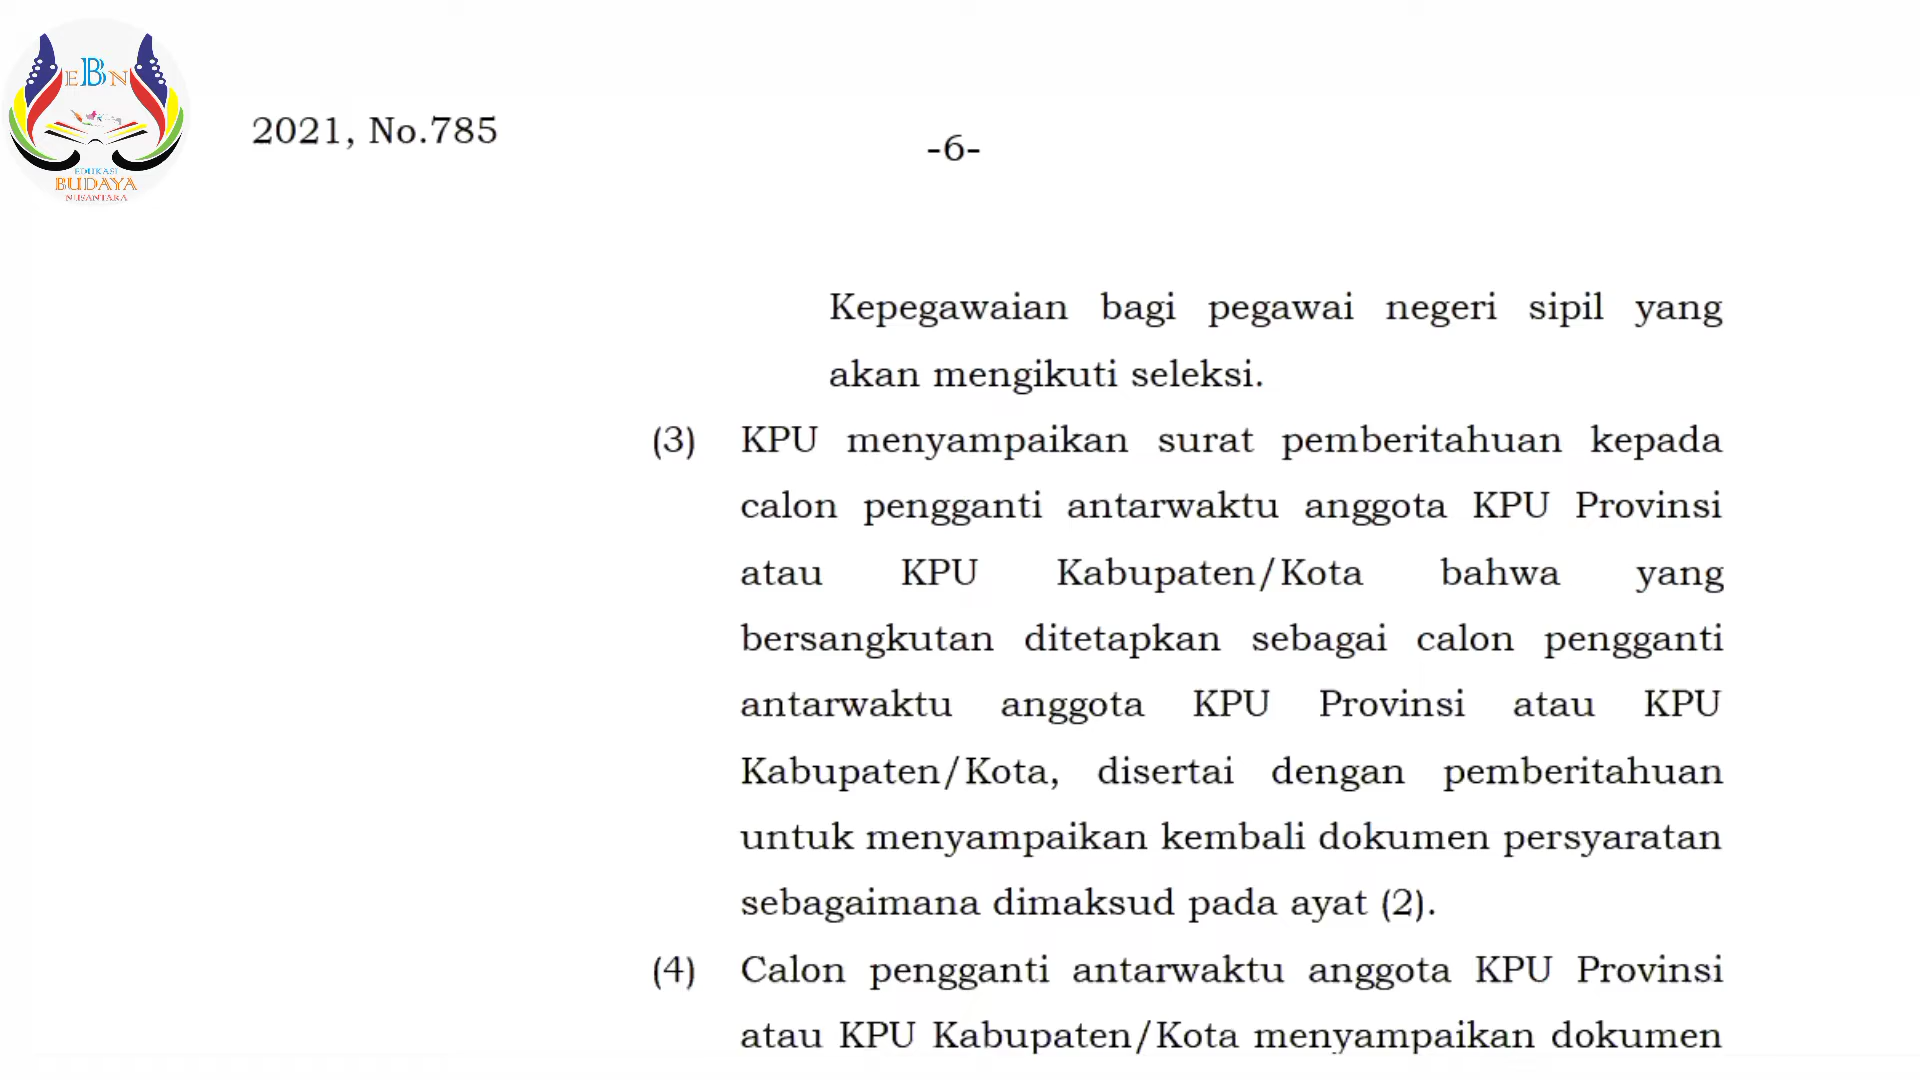 EBN
EDUKASI
BUDAYA
NUSANTARA
2021, No.785
-6-
Kepegawaian bagi pegawai negeri sipil yang
akan mengikuti seleksi.
(3) KPU menyampaikan surat pemberitahuan kepada
calon pengganti antarwaktu anggota KPU Provinsi
atau KPU Kabupaten/Kota bahwa yang
bersangkutan ditetapkan sebagai calon pengganti
antarwaktu anggota KPU Provinsi atau KPU
Kabupaten/Kota, disertai dengan pemberitahuan
untuk menyampaikan kembali dokumen persyaratan
sebagaimana dimaksud pada ayat (2).
(4) Calon pengganti antarwaktu anggota KPU Provinsi
atau KPU Kabupaten/Kota menyampaikan dokumen